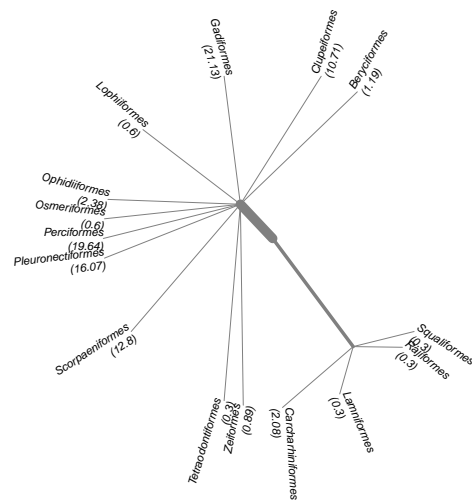 Gadiformes
(21.13)
Clupeiformes
(10.71)
Beryciformes
(1.19)
Lophiiformes
(0.6)
Ophidiiformes
(2.38)
Osmeriformes
(0.6)
Perciformes
(19.64)
Pleuronectiformes
(16.07)
Scorpaeniformes
(12.8)
Tetraodontiformes
(0.3)
Zeiformes
(0.89)
Carcharhiniformes
(2.08)
Lamniformes
(0.3)
Squaliformes
(0.3)
Rajiformes
(0.3)